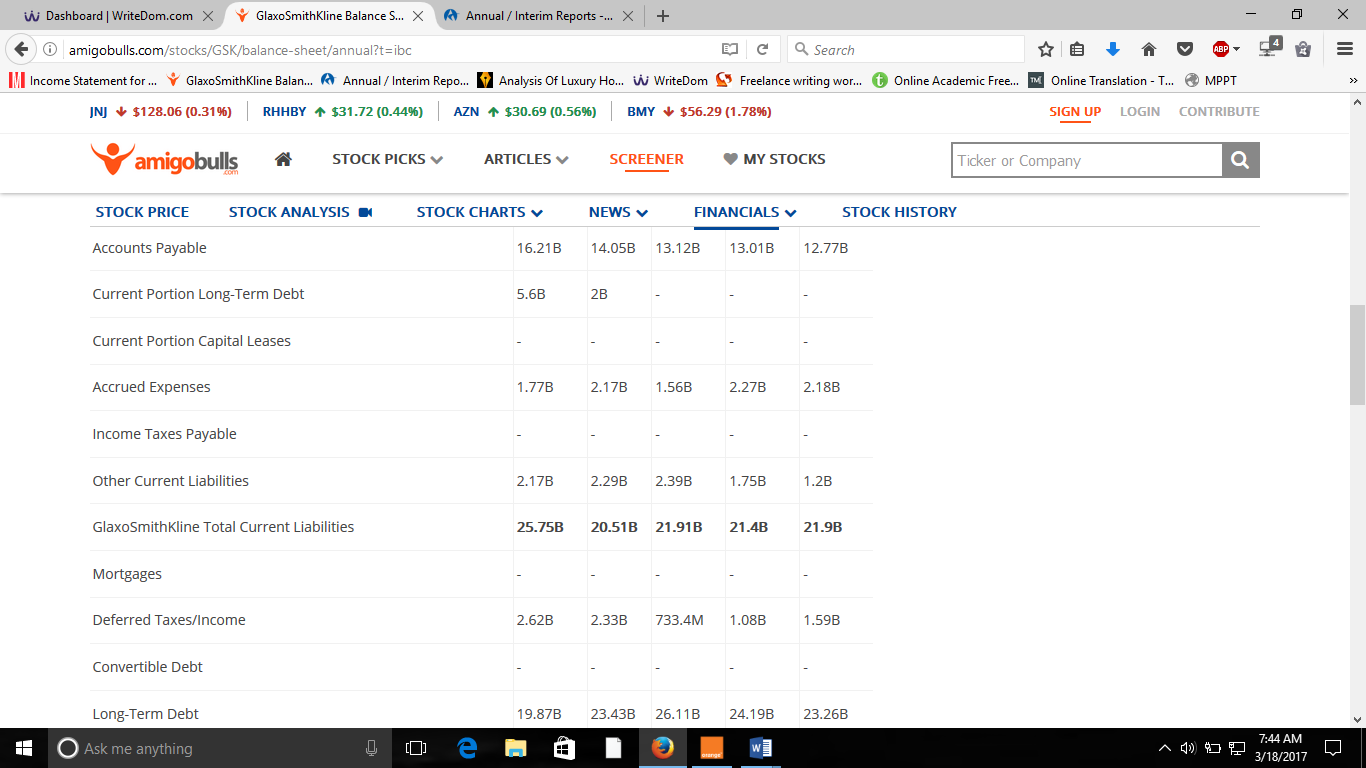 Dashboard | WriteDom.com
GlaxoSmithKline Balance S...
Annual / Interim Reports -...
amigobulls.com/stocks/GSK/balance-sheet/annual?t=ibc
Search
ABP
4
Income Statement for ...
GlaxoSmithKline Balan...
Annual / Interim Repo...
Analysis Of Luxury Ho...
WriteDom
Freelance writing wor...
Online Academic Free...
Online Translation - T...
MPPT
JNJ $128.06 (0.31%) RHHBY $31.72 (0.44%) AZN $30.69 (0.56%) BMY $56.29 (1.78%)
SIGN UP LOGIN CONTRIBUTE
amigobulls.com
STOCK PICKS ARTICLES SCREENER MY STOCKS
Ticker or Company
STOCK PRICE STOCK ANALYSIS STOCK CHARTS NEWS FINANCIALS STOCK HISTORY
Accounts Payable 16.21B 14.05B 13.12B 13.01B 12.77B
Current Portion Long-Term Debt 5.6B 2B - - -
Current Portion Capital Leases - - - - -
Accrued Expenses 1.77B 2.17B 1.56B 2.27B 2.18B
Income Taxes Payable - - - - -
Other Current Liabilities 2.17B 2.29B 2.39B 1.75B 1.2B
GlaxoSmithKline Total Current Liabilities 25.75B 20.51B 21.91B 21.4B 21.9B
Mortgages - - - - -
Deferred Taxes/Income 2.62B 2.33B 733.4M 1.08B 1.59B
Convertible Debt - - - - -
Long-Term Debt 19.87B 23.43B 26.11B 24.19B 23.26B
Ask me anything
orange
7:44 AM
3/18/2017